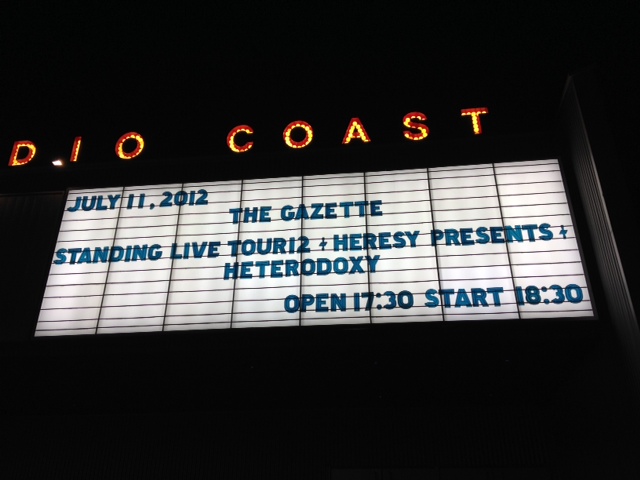 DIO COAST
JULY 11, 2012
THE GAZETTE
STANDING LIVE TOUR12 + HERESY PRESENTS +
HETERODOXY
OPEN 17:30 START 18:30